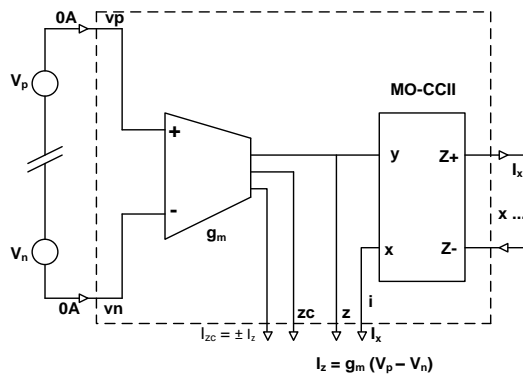 0A vp
Vp
MO-CCII
+
y Z+
Ix
x ...
-
gm
x Z-
Vn
i
zc z
0A vn
Izc = ± Iz
Ix
Iz = gm (Vp – Vn)